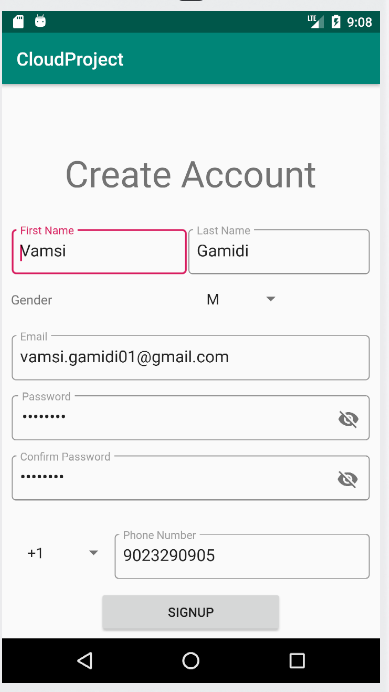 LTE 9:08
CloudProject
Create Account
First Name Last Name
Vamsi Gamidi
Gender M
Email
vamsi.gamidi01@gmail.com
Password
••••••••
Confirm Password
••••••••
Phone Number
+1 9023290905
SIGNUP